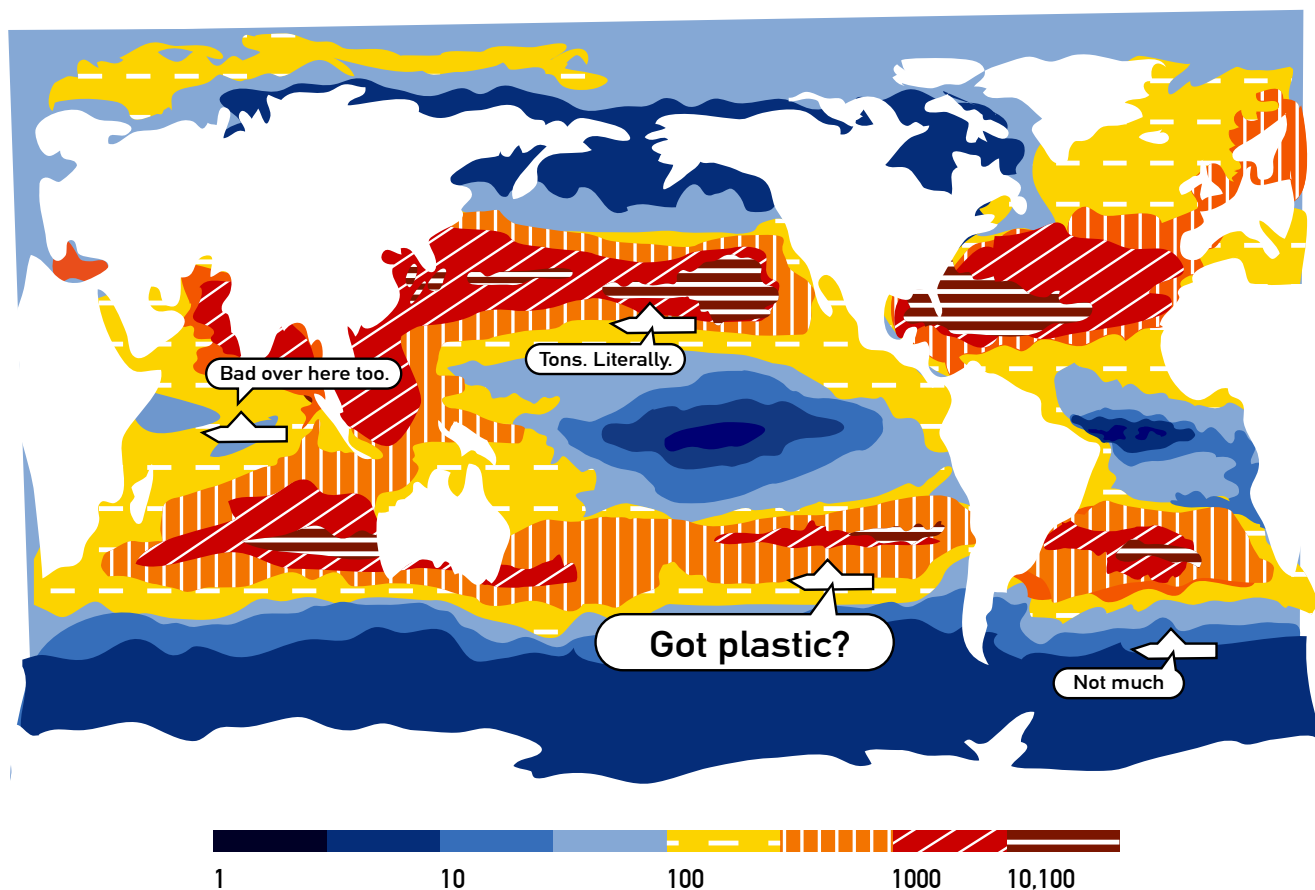 Tons. Literally.
Bad over here too.
Got plastic?
Not much
1
10
100
1000
10,100